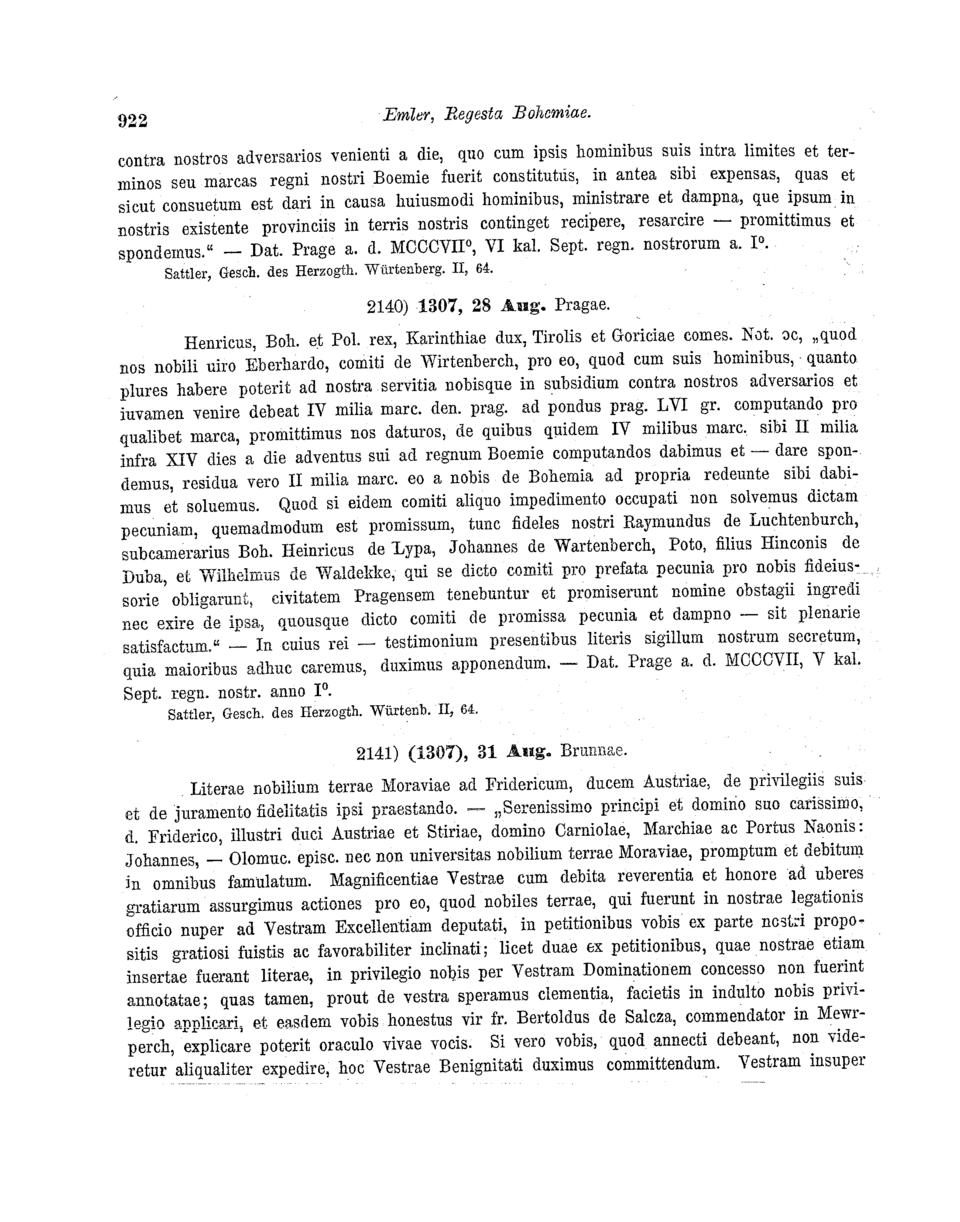 922
Emler, Regesta Bohemiae.
contra nostros adversarios venienti a die, quo cum ipsis hominibus suis intra limites et ter-
minos seu marcas regni nostri Boemie fuerit constitutus, in antea sibi expensas, quas et
sicut consuetum est dari in causa huiusmodi hominibus, ministrare et dampna, que ipsum in
nostris existente provinciis in terris nostris continget recipere, resarcire — promittimus et
spondemus.“ — Dat. Prage a. d. MCCCVIIº, VI kal. Sept. regn. nostrorum a. Iº.
Sattler, Gesch. des Herzogth. Würtenberg. II, 64.
2140) 1307, 28 Aug. Pragae.
Henricus, Boh. et Pol. rex, Karinthiae dux, Tirolis et Goriciae comes. Not. ɔc, „quod
nos nobili uiro Eberhardo, comiti de Wirtenberch, pro eo, quod cum suis hominibus, quanto
plures habere poterit ad nostra servitia nobisque in subsidium contra nostros adversarios et
iuvamen venire debeat IV milia marc. den. prag. ad pondus prag. LVI gr. computando pro
qualibet marca, promittimus nos daturos, de quibus quidem IV milibus marc. sibi II milia
infra XIV dies a die adventus sui ad regnum Boemie computandos dabimus et — dare spon-
demus, residua vero II milia marc. eo a nobis de Bohemia ad propria redeunte sibi dabi-
mus et soluemus. Quod si eidem comiti aliquo impedimento occupati non solvemus dictam
pecuniam, quemadmodum est promissum, tunc fideles nostri Raymundus de Luchtenburch,
subcamerarius Boh. Heinricus de Lypa, Johannes de Wartenberch, Poto, filius Hinconis de
Duba, et Wilhelmus de Waldekke, qui se dicto comiti pro prefata pecunia pro nobis fideius-
sorie obligarunt, civitatem Pragensem tenebuntur et promiserunt nomine obstagii ingredi
nec exire de ipsa, quousque dicto comiti de promissa pecunia et dampno — sit plenarie
satisfactum.“ — In cuius rei — testimonium presentibus literis sigillum nostrum secretum,
quia maioribus adhuc caremus, duximus apponendum. — Dat. Prage a. d. MCCCVII, V kal.
Sept. regn. nostr. anno Iº.
Sattler, Gesch. des Herzogth. Würtenb. II, 64.
2141) (1307), 31 Aug. Brunnae.
Literae nobilium terrae Moraviae ad Fridericum, ducem Austriae, de privilegiis suis
et de juramento fidelitatis ipsi praestando. — „Serenissimo principi et domino suo carissimo,
d. Friderico, illustri duci Austriae et Stiriae, domino Carniolae, Marchiae ac Portus Naonis:
Johannes, — Olomuc. episc. nec non universitas nobilium terrae Moraviae, promptum et debitum
in omnibus famulatum. Magnificentiae Vestrae cum debita reverentia et honore ad uberes
gratiarum assurgimus actiones pro eo, quod nobiles terrae, qui fuerunt in nostrae legationis
officio nuper ad Vestram Excellentiam deputati, in petitionibus vobis ex parte nostri propo-
sitis gratiosi fuistis ac favorabiliter inclinati; licet duae ex petitionibus, quae nostrae etiam
insertae fuerant literae, in privilegio nobis per Vestram Dominationem concesso non fuerint
annotatae; quas tamen, prout de vestra speramus clementia, facietis in indulto nobis privi-
legio applicari, et easdem vobis honestus vir fr. Bertoldus de Salcza, commendator in Mewr-
perch, explicare poterit oraculo vivae vocis. Si vero vobis, quod annecti debeant, non vide-
retur aliqualiter expedire, hoc Vestrae Benignitati duximus committendum. Vestram insuper